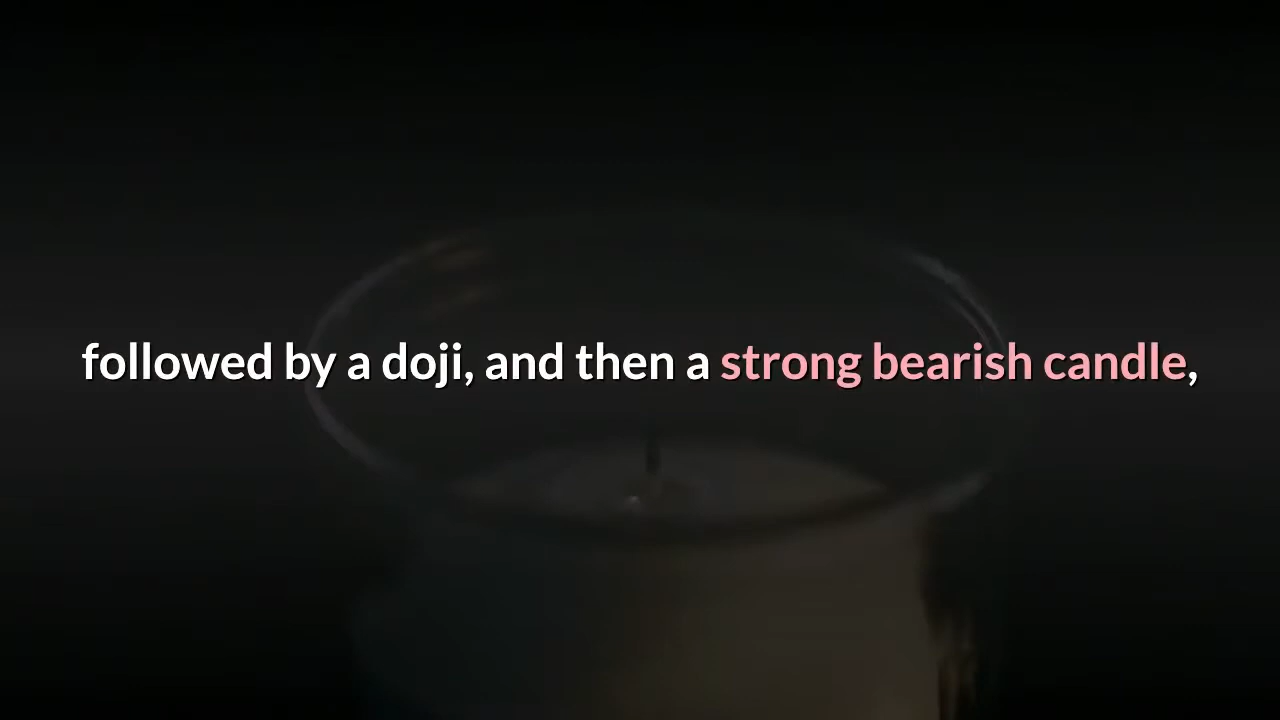 followed by a doji, and then a strong bearish candle,